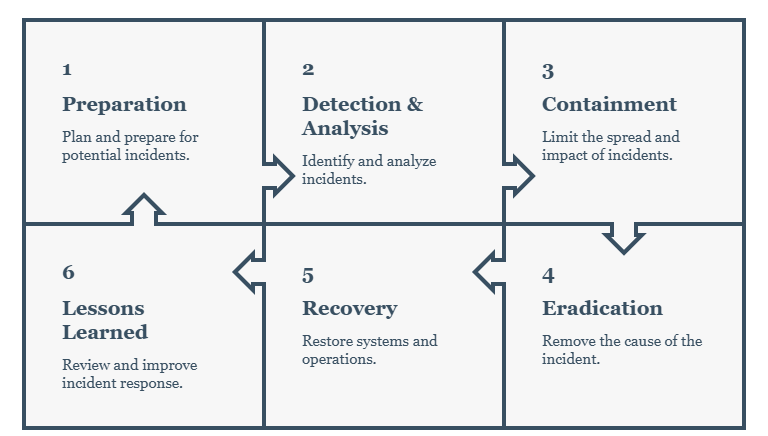 1
Preparation
Plan and prepare for
potential incidents.
2
Detection &
Analysis
Identify and analyze
incidents.
3
Containment
Limit the spread and
impact of incidents.
4
Eradication
Remove the cause of the
incident.
5
Recovery
Restore systems and
operations.
6
Lessons
Learned
Review and improve
incident response.